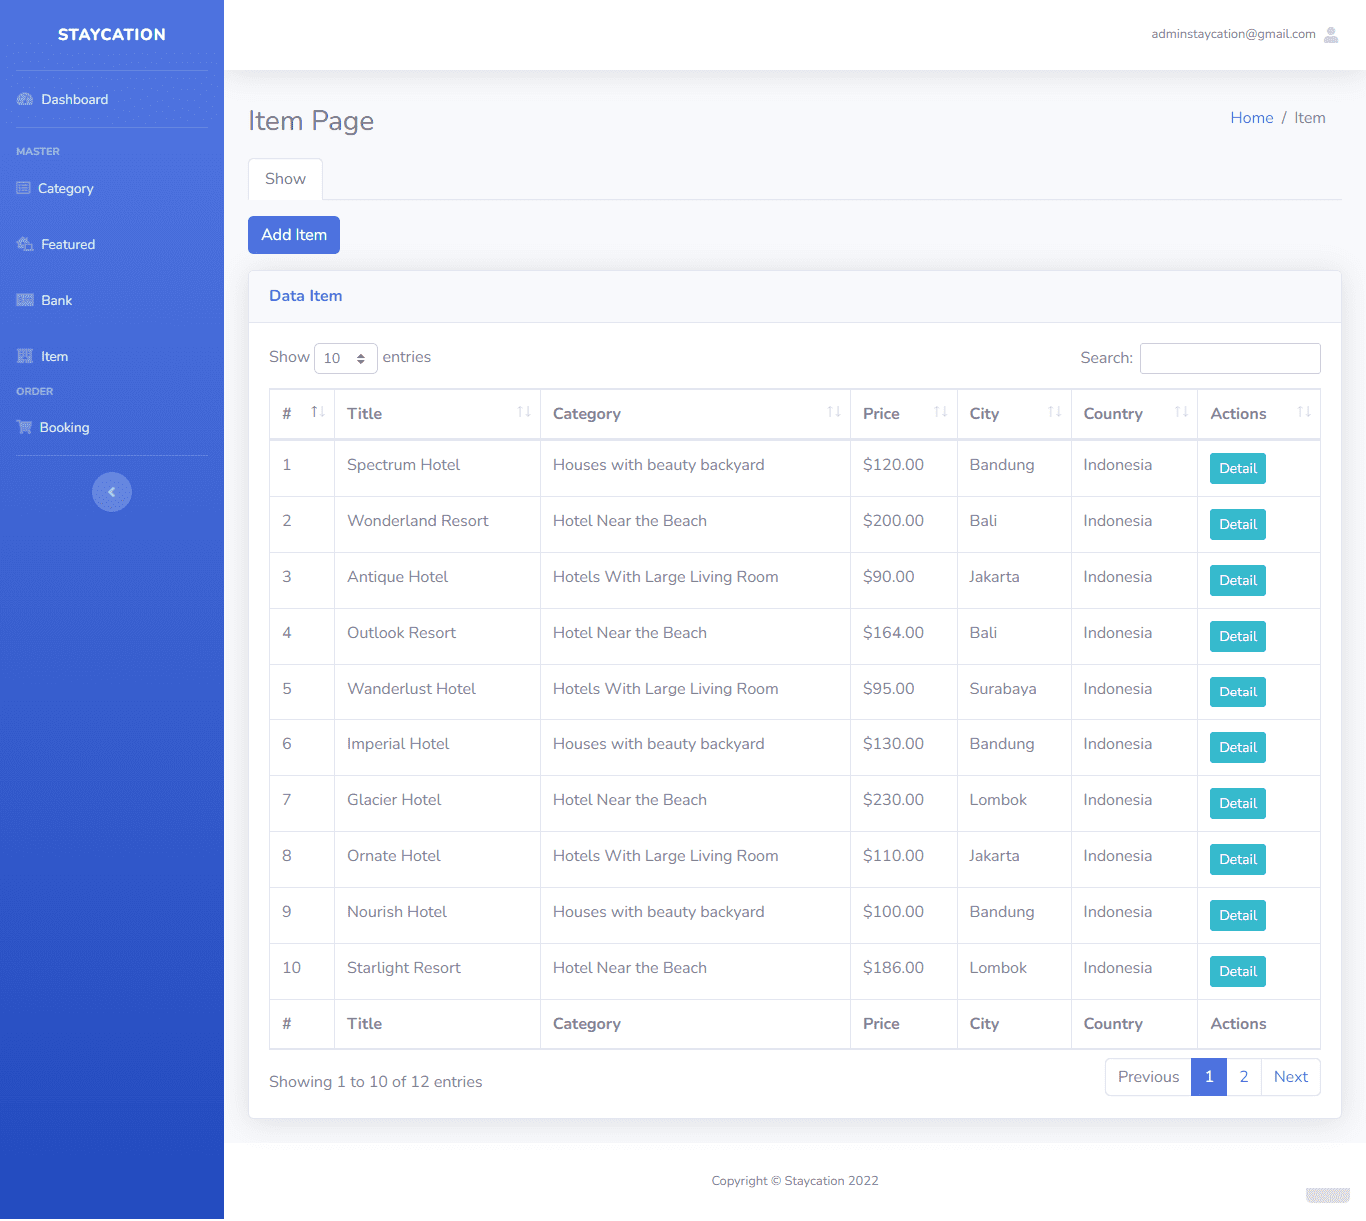 STAYCATION
adminstaycation@gmail.com
Dashboard
MASTER
Category
Featured
Bank
Item
ORDER
Booking
Item Page
Home / Item
Show
Add Item
Data Item
Show 10 entries
Search:
# Title Category Price City Country Actions
1 Spectrum Hotel Houses with beauty backyard $120.00 Bandung Indonesia Detail
2 Wonderland Resort Hotel Near the Beach $200.00 Bali Indonesia Detail
3 Antique Hotel Hotels With Large Living Room $90.00 Jakarta Indonesia Detail
4 Outlook Resort Hotel Near the Beach $164.00 Bali Indonesia Detail
5 Wanderlust Hotel Hotels With Large Living Room $95.00 Surabaya Indonesia Detail
6 Imperial Hotel Houses with beauty backyard $130.00 Bandung Indonesia Detail
7 Glacier Hotel Hotel Near the Beach $230.00 Lombok Indonesia Detail
8 Ornate Hotel Hotels With Large Living Room $110.00 Jakarta Indonesia Detail
9 Nourish Hotel Houses with beauty backyard $100.00 Bandung Indonesia Detail
10 Starlight Resort Hotel Near the Beach $186.00 Lombok Indonesia Detail
# Title Category Price City Country Actions
Showing 1 to 10 of 12 entries
Previous 1 2 Next
Copyright © Staycation 2022